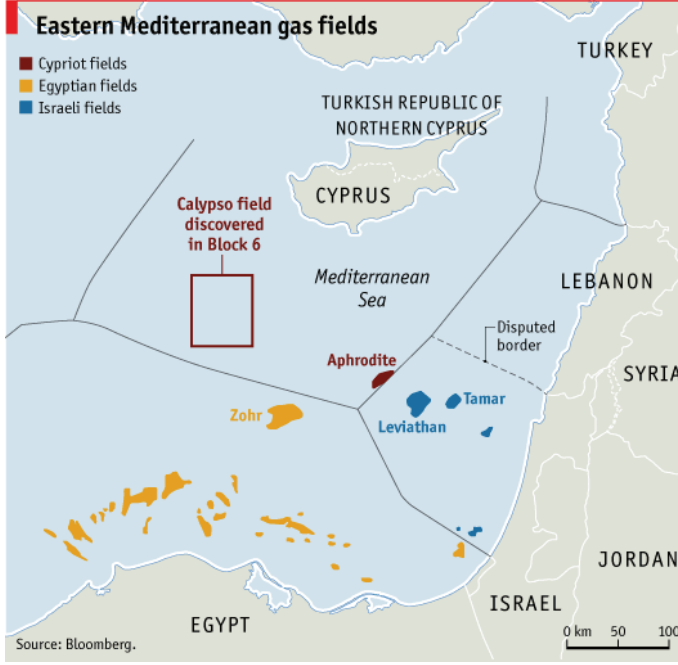 Eastern Mediterranean gas fields
Cypriot fields
Egyptian fields
Israeli fields
TURKEY
TURKISH REPUBLIC OF
NORTHERN CYPRUS
CYPRUS
Calypso field
discovered
in Block 6
Mediterranean
Sea
LEBANON
Disputed
border
Aphrodite
SYRIA
Zohr
Tamar
Leviathan
JORDAN
ISRAEL
EGYPT
0 km 50 100
Source: Bloomberg.